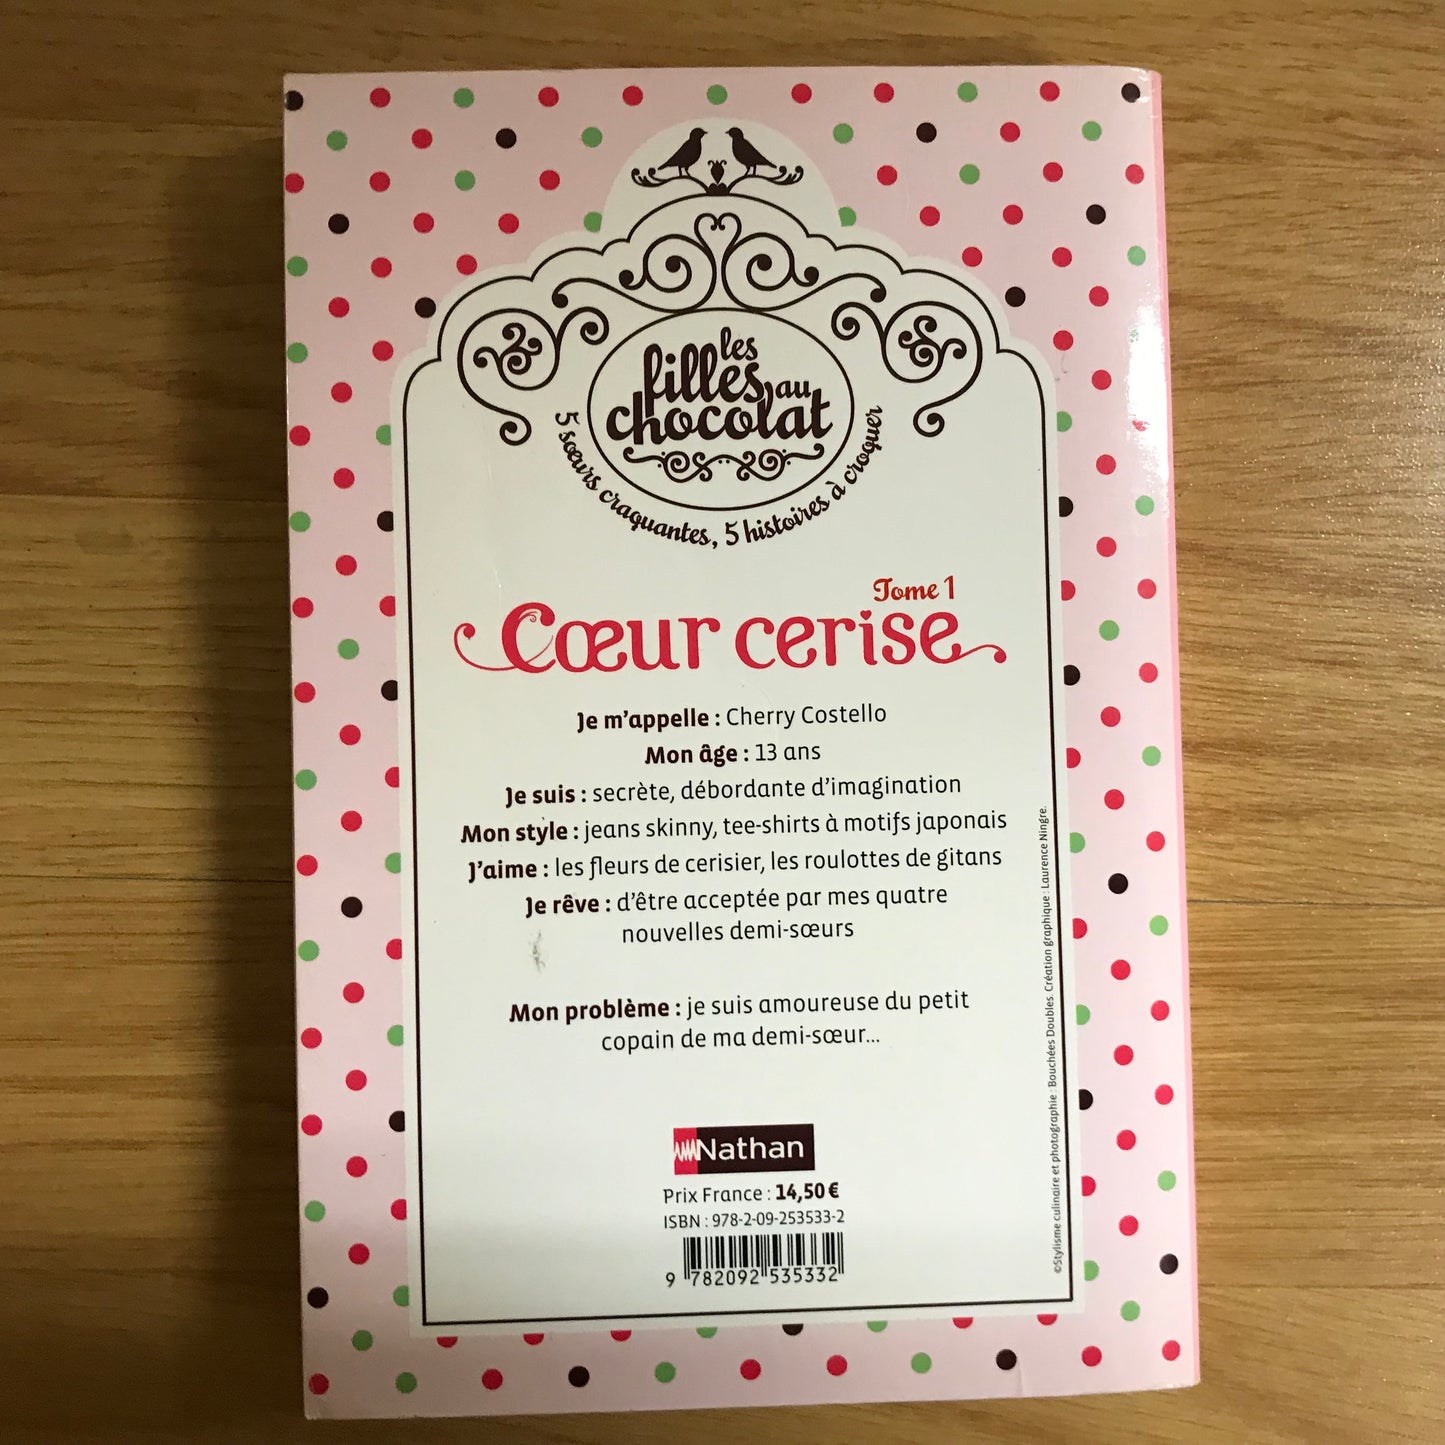 les
filles au
chocolat
5 sœurs craquantes, 5 histoires à croquer
Tome 1
Cœur cerise
Je m'appelle : Cherry Costello
Mon âge : 13 ans
Je suis : secrète, débordante d'imagination
Mon style : jeans skinny, tee-shirts à motifs japonais
J'aime : les fleurs de cerisier, les roulottes de gitans
Je rêve : d'être acceptée par mes quatre
nouvelles demi-sœurs
Mon problème : je suis amoureuse du petit
copain de ma demi-sœur...
Nathan
Prix France : 14,50 €
ISBN : 978-2-09-253533-2
9 782092 535332
©Stylisme culinaire et photographie : Bouchées Doubles. Création graphique : Laurence Ningre.